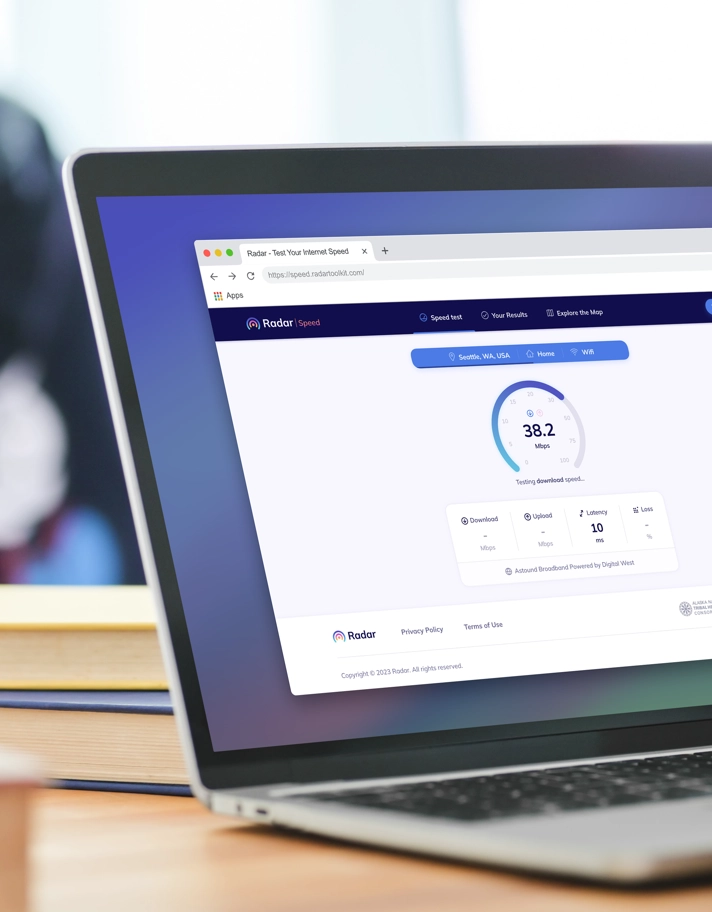 Radar - Test Your Internet Speed
https://speed.radartoolkit.com/
Apps
Radar | Speed
Speed test
Your Results
Explore the Map
Seattle, WA, USA
Home
Wifi
0
5
10
15
20
30
50
75
100
38.2
Mbps
Testing download speed...
Download
-
Mbps
Upload
-
Mbps
Latency
10
ms
Loss
-
%
Astound Broadband Powered by Digital West
Radar
Privacy Policy
Terms of Use
Copyright © 2023 Radar. All rights reserved.